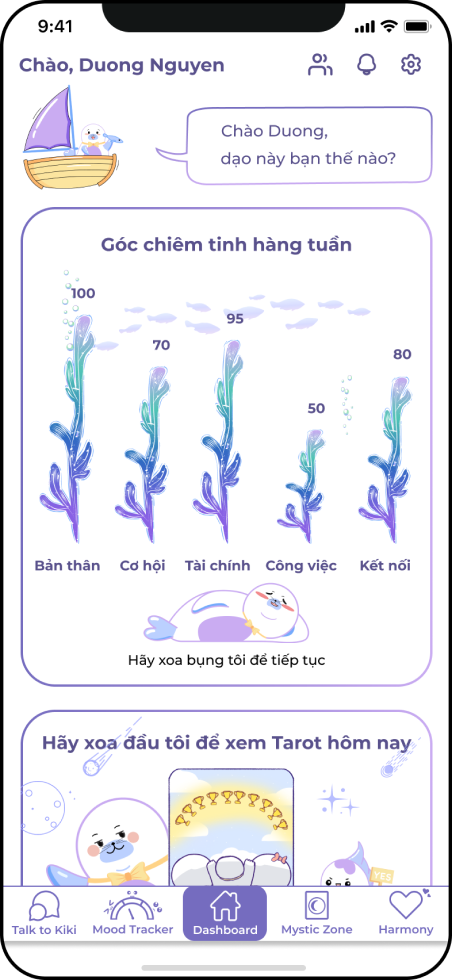 9:41
Chào, Duong Nguyen
Chào Duong,
dạo này bạn thế nào?
Góc chiêm tinh hàng tuần
100
70
95
50
80
Bản thân
Cơ hội
Tài chính
Công việc
Kết nối
Hãy xoa bụng tôi để tiếp tục
Hãy xoa đầu tôi để xem Tarot hôm nay
YES
Talk to Kiki
Mood Tracker
Dashboard
Mystic Zone
Harmony